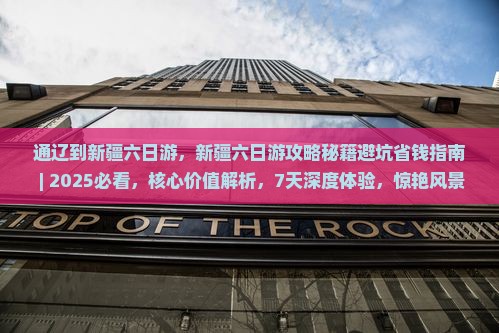 通辽到新疆六日游，新疆六日游攻略秘籍避坑省钱指南
| 2025必看，核心价值解析，7天深度体验，惊艳风景
TOP OF THE ROCK